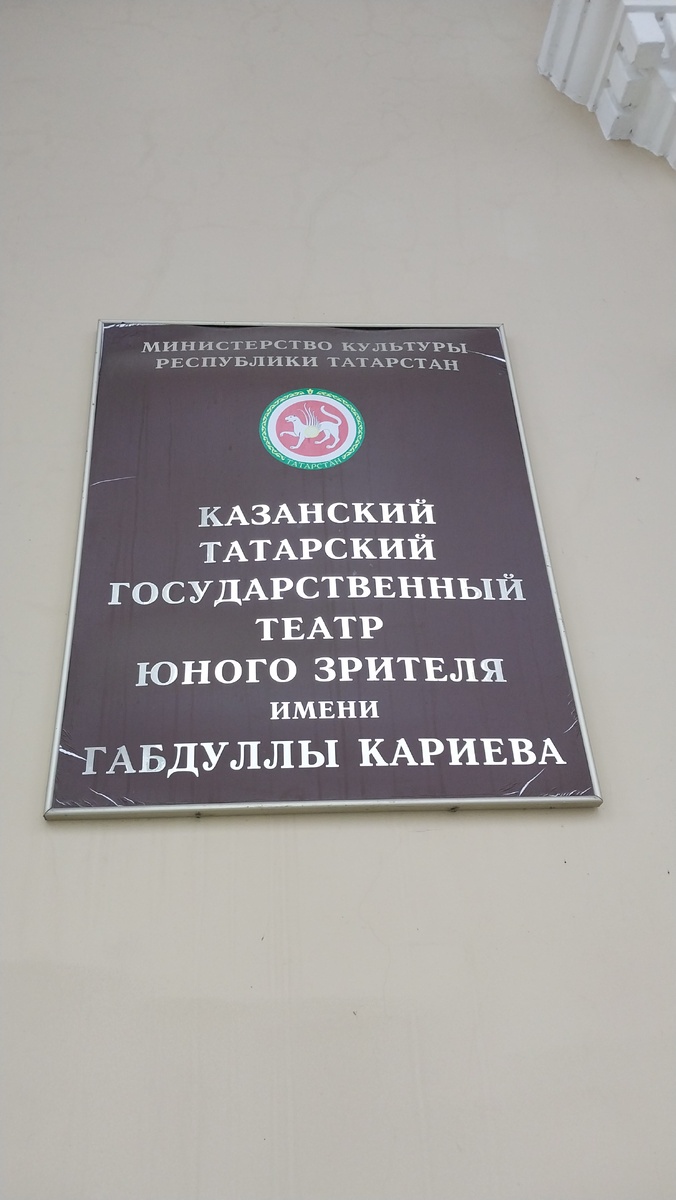 МИНИСТЕРСТВО КУЛЬТУРЫ
РЕСПУБЛИКИ ТАТАРСТАН
ТАТАРСТАН
КАЗАНСКИЙ
ТАТАРСКИЙ
ГОСУДАРСТВЕННЫЙ
ТЕАТР
ЮНОГО ЗРИТЕЛЯ
ИМЕНИ
ГАБДУЛЛЫ КАРИЕВА